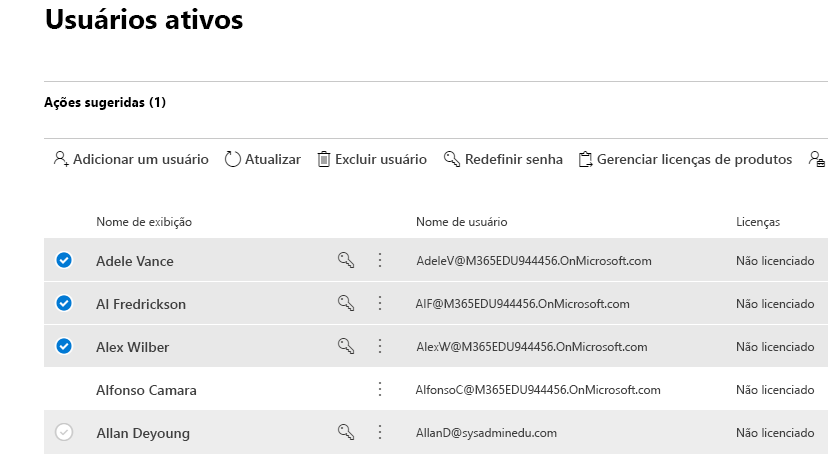 Usuários ativos
Ações sugeridas (1)
Adicionar um usuário Atualizar Excluir usuário Redefinir senha Gerenciar licenças de produtos
Nome de exibição Nome de usuário Licenças
Adele Vance AdeleV@M365EDU944456.OnMicrosoft.com Não licenciado
Al Fredrickson AlF@M365EDU944456.OnMicrosoft.com Não licenciado
Alex Wilber AlexW@M365EDU944456.OnMicrosoft.com Não licenciado
Alfonso Camara AlfonsoC@M365EDU944456.OnMicrosoft.com Não licenciado
Allan Deyoung AllanD@sysadminedu.com Não licenciado